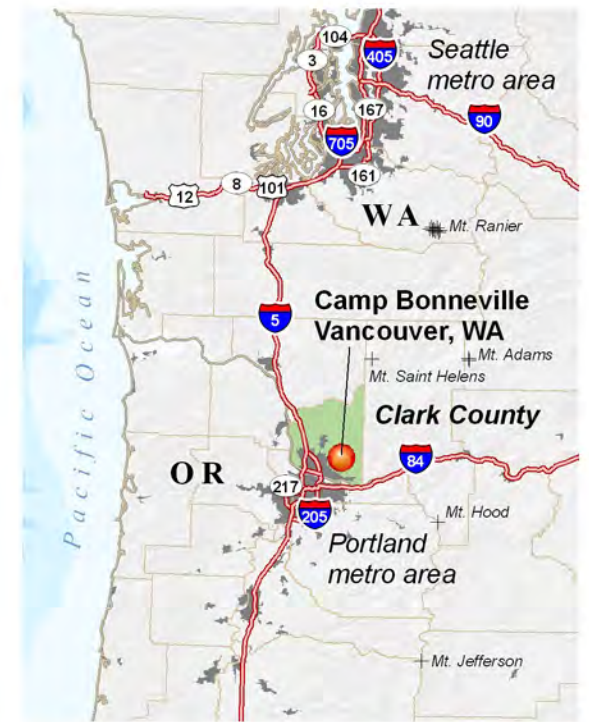 104
405
Seattle
metro area
3
16
167
90
705
161
12
8
101
WA
Mt. Ranier
Pacific Ocean
5
Camp Bonneville
Vancouver, WA
Mt. Adams
Mt. Saint Helens
Clark County
84
OR
217
205
Mt. Hood
Portland
metro area
Mt. Jefferson